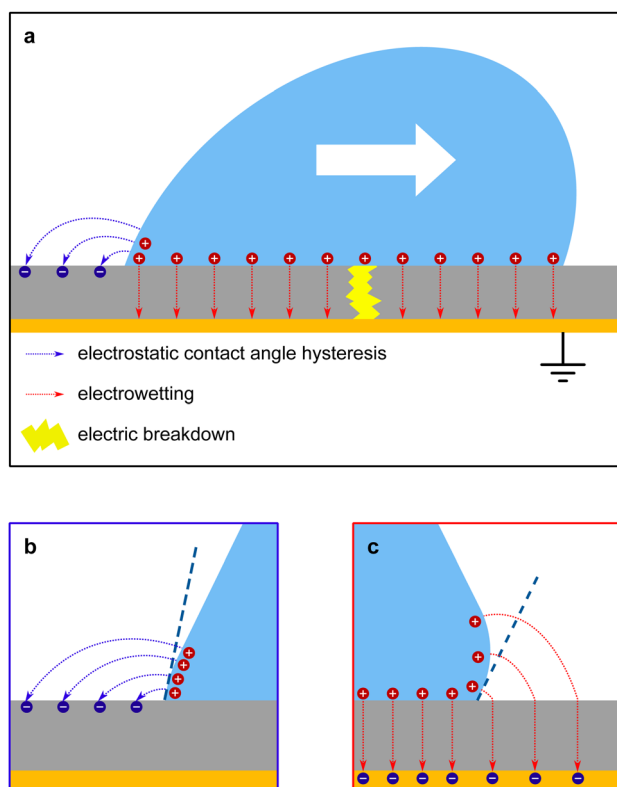 a
electrostatic contact angle hysteresis
electrowetting
electric breakdown
b
c